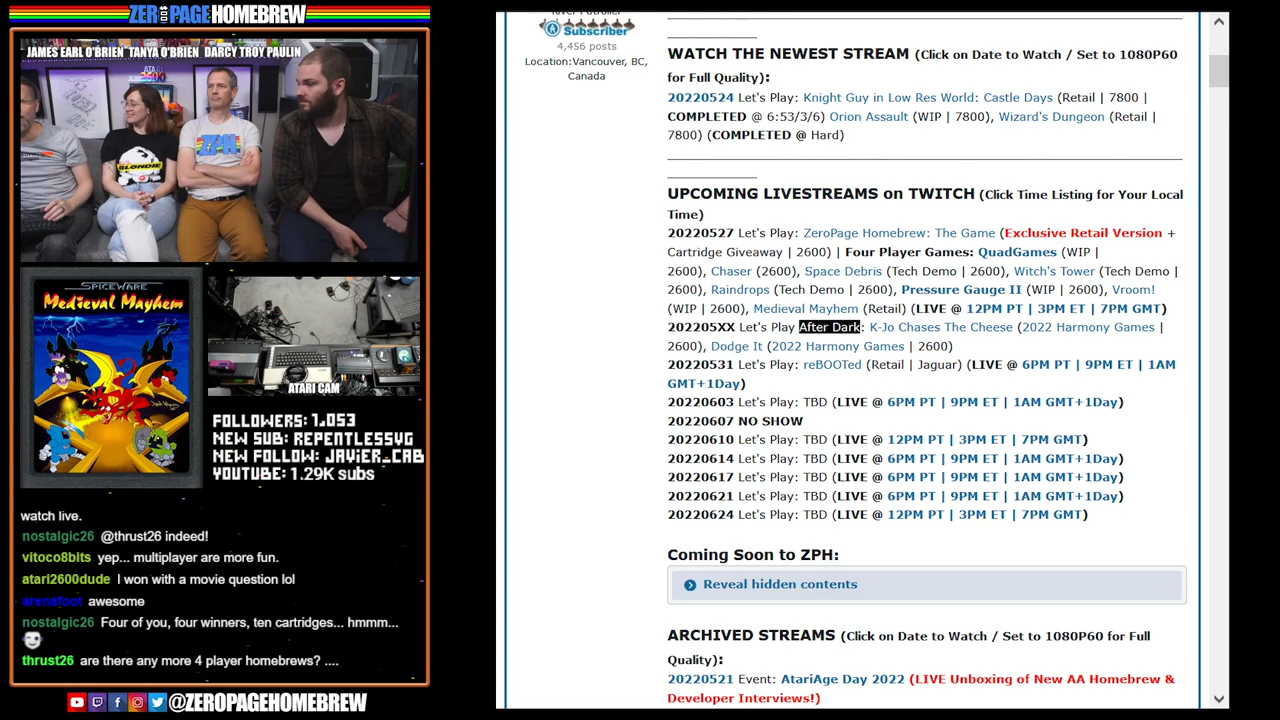 ZEROPAGEHOMEBREW
JAMES EARL O'BRIEN TANYA O'BRIEN DARCY TROY PAULIN
BLONDIE
ZPH
SPICEWARE
Medieval Mayhem
ATARI CAM
FOLLOWERS: 1,053
NEW SUB: REPENTLESSVG
NEW FOLLOW: JAVIER_CAB
YOUTUBE: 1.29K subs
watch live.
nostalgic26 @thrust26 indeed!
vitoco8bits yep... multiplayer are more fun.
atari2600dude I won with a movie question lol
arenafoot awesome
nostalgic26 Four of you, four winners, ten cartridges... hmmm...
thrust26 are there any more 4 player homebrews? ....
@ZEROPAGEHOMEBREW
River Patroller
Subscriber
4,456 posts
Location:Vancouver, BC,
Canada
WATCH THE NEWEST STREAM (Click on Date to Watch / Set to 1080P60
for Full Quality):
20220524 Let's Play: Knight Guy in Low Res World: Castle Days (Retail | 7800 |
COMPLETED @ 6:53/3/6) Orion Assault (WIP | 7800), Wizard's Dungeon (Retail |
7800) (COMPLETED @ Hard)
UPCOMING LIVESTREAMS on TWITCH (Click Time Listing for Your Local
Time)
20220527 Let's Play: ZeroPage Homebrew: The Game (Exclusive Retail Version +
Cartridge Giveaway | 2600) | Four Player Games: QuadGames (WIP |
2600), Chaser (2600), Space Debris (Tech Demo | 2600), Witch's Tower (Tech Demo |
2600), Raindrops (Tech Demo | 2600), Pressure Gauge II (WIP | 2600), Vroom!
(WIP | 2600), Medieval Mayhem (Retail) (LIVE @ 12PM PT | 3PM ET | 7PM GMT)
202205XX Let's Play After Dark: K-Jo Chases The Cheese (2022 Harmony Games |
2600), Dodge It (2022 Harmony Games | 2600)
20220531 Let's Play: reBOOTed (Retail | Jaguar) (LIVE @ 6PM PT | 9PM ET | 1AM
GMT+1Day)
20220603 Let's Play: TBD (LIVE @ 6PM PT | 9PM ET | 1AM GMT+1Day)
20220607 NO SHOW
20220610 Let's Play: TBD (LIVE @ 12PM PT | 3PM ET | 7PM GMT)
20220614 Let's Play: TBD (LIVE @ 6PM PT | 9PM ET | 1AM GMT+1Day)
20220617 Let's Play: TBD (LIVE @ 6PM PT | 9PM ET | 1AM GMT+1Day)
20220621 Let's Play: TBD (LIVE @ 6PM PT | 9PM ET | 1AM GMT+1Day)
20220624 Let's Play: TBD (LIVE @ 12PM PT | 3PM ET | 7PM GMT)
Coming Soon to ZPH:
Reveal hidden contents
ARCHIVED STREAMS (Click on Date to Watch / Set to 1080P60 for Full
Quality):
20220521 Event: AtariAge Day 2022 (LIVE Unboxing of New AA Homebrew &
Developer Interviews!)